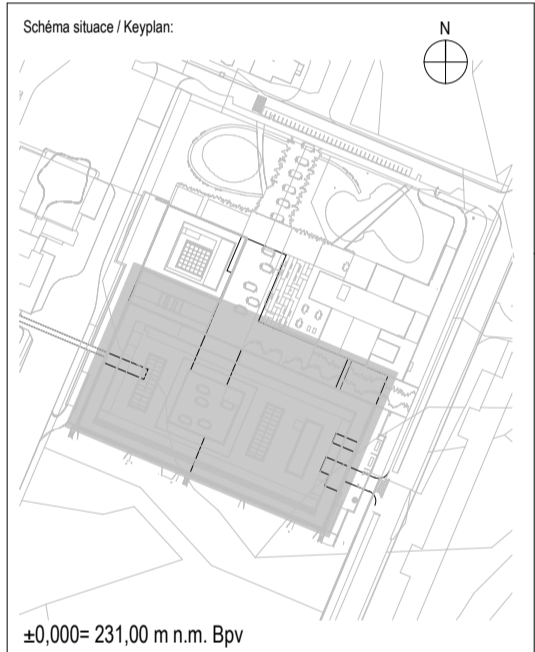 Schéma situace / Keyplan:
N
±0,000= 231,00 m n.m. Bpv